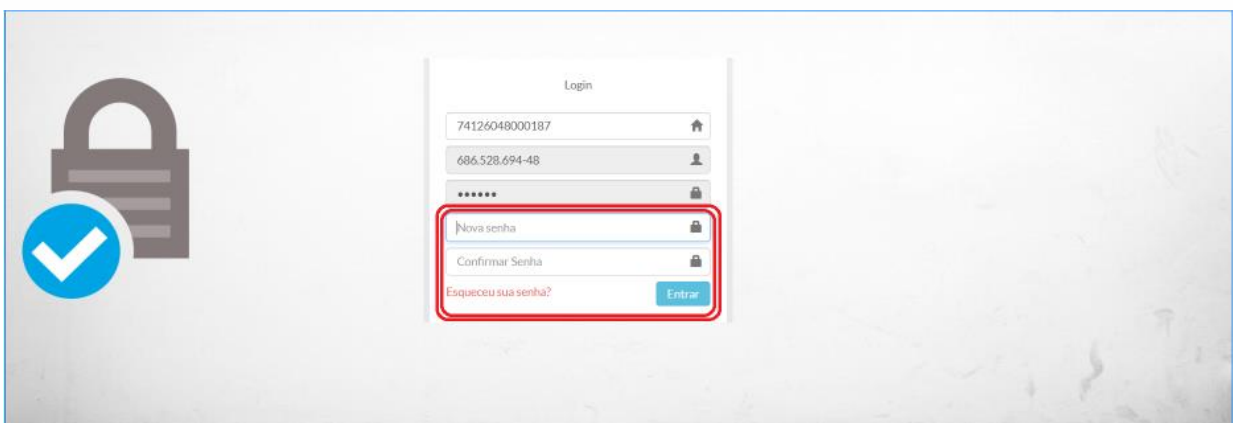 Login
74126048000187
686.528.694-48
••••••
Nova senha
Confirmar Senha
Esqueceu sua senha?
Entrar